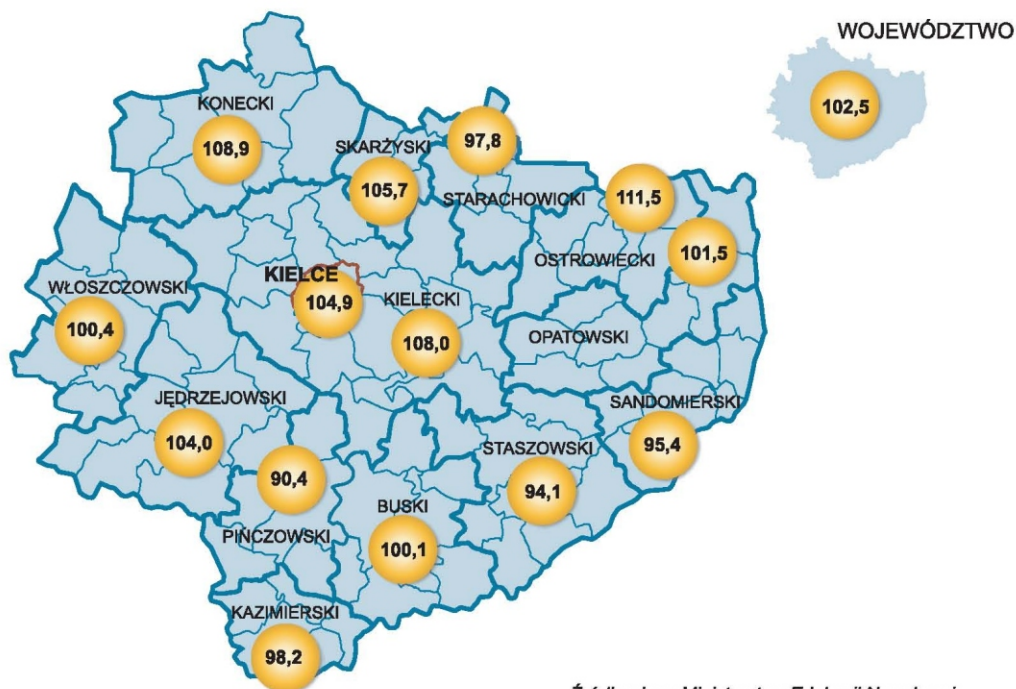 WOJEWÓDZTWO
102,5
KONECKI
108,9
SKARŻYSKI
105,7
97,8
STARACHOWICKI
111,5
OSTROWIECKI
101,5
KIELCE
104,9
KIELECKI
108,0
WŁOSZCZOWSKI
100,4
OPATOWSKI
JĘDRZEJOWSKI
104,0
SANDOMIERSKI
95,4
STASZOWSKI
94,1
90,4
PIŃCZOWSKI
BUSKI
100,1
KAZIMIERSKI
98,2